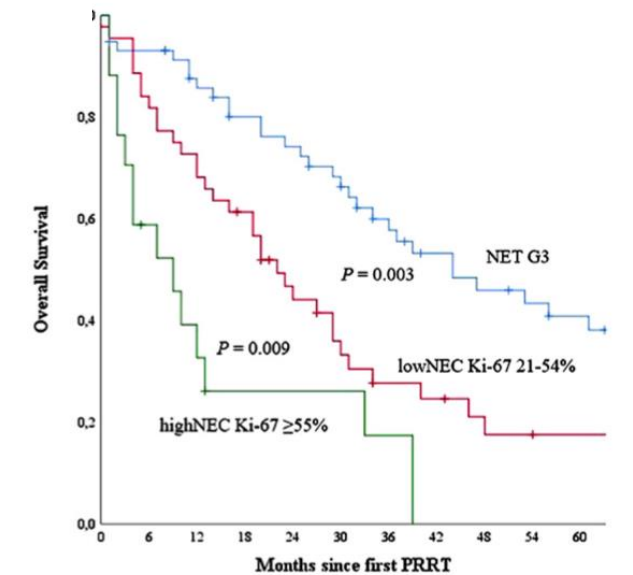 0,8
0,6
0,4
0,2
0,0
Overall Survival
NET G3
P = 0.003
P = 0.009
lowNEC Ki-67 21-54%
highNEC Ki-67 ≥55%
0 6 12 18 24 30 36 42 48 54 60
Months since first PRRT